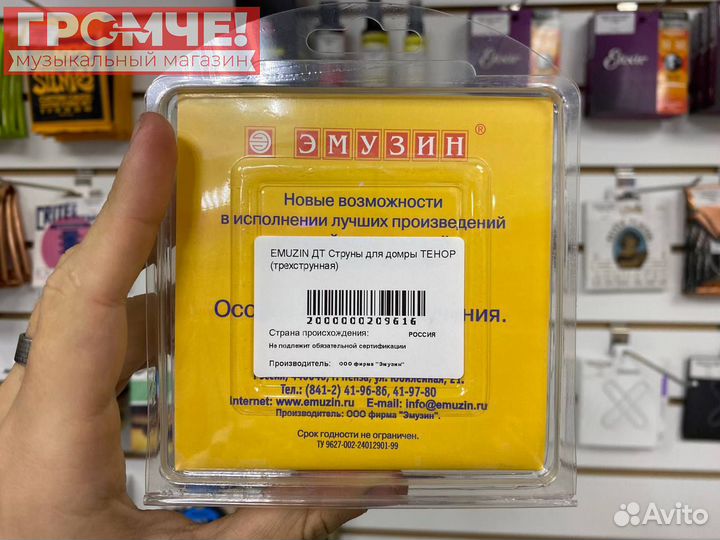 ГРОМЧЕ!
МУЗЫКАЛЬНЫЙ МАГАЗИН
ЭМУЗИН®
Новые возможности
в исполнении лучших произведений
EMUZIN ДТ Струны для домры ТЕНОР
(трехструнная)
2000000209616
Страна происхождения: РОССИЯ
Не подлежит обязательной сертификации
Производитель: ООО фирма "Эмузин"
Тел.: (841-2) 41-96-86, 41-97-80
Internet: www.emuzin.ru E-mail: info@emuzin.ru
Производитель: ООО фирма "Эмузин".
Срок годности не ограничен.
ТУ 9627-002-24012901-99
Elixir
Avito